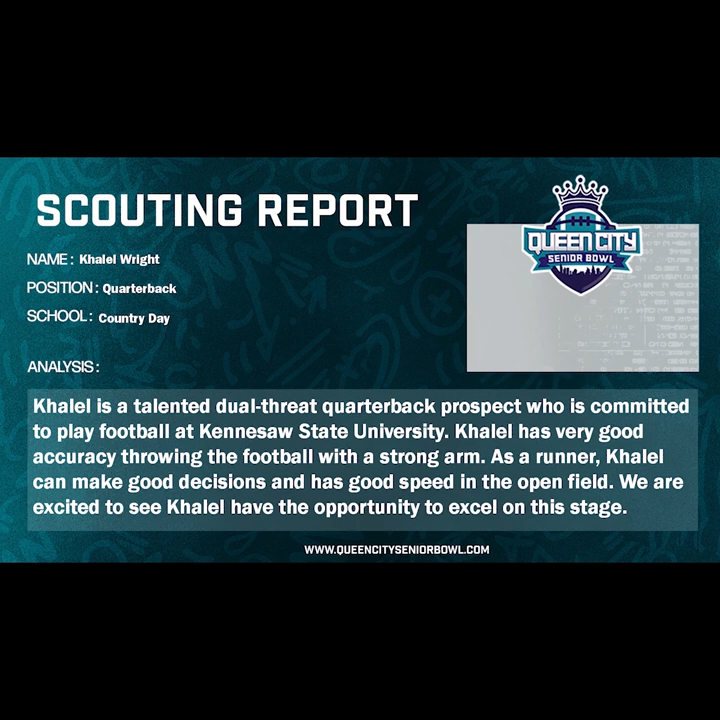 SCOUTING REPORT
QUEEN CITY
SENIOR BOWL
NAME: Khalel Wright
POSITION: Quarterback
SCHOOL: Country Day
ANALYSIS:
Khalel is a talented dual-threat quarterback prospect who is committed
to play football at Kennesaw State University. Khalel has very good
accuracy throwing the football with a strong arm. As a runner, Khalel
can make good decisions and has good speed in the open field. We are
excited to see Khalel have the opportunity to excel on this stage.
WWW.QUEENCITYSENIORBOWL.COM